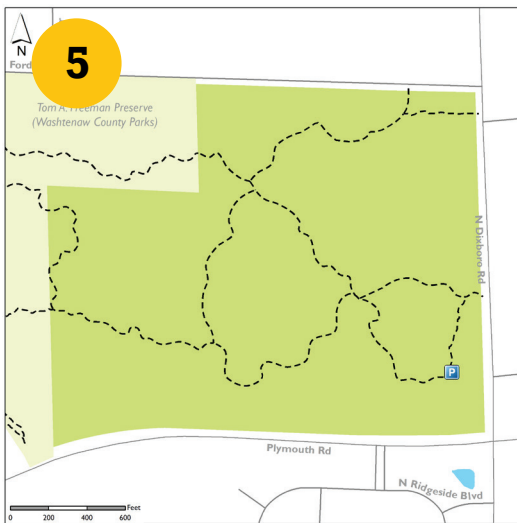 N
5
Ford
Tom A. Freeman Preserve
(Washtenaw County Parks)
N Dixboro Rd
P
Plymouth Rd
N Ridgeside Blvd
Feet
0 200 400 600